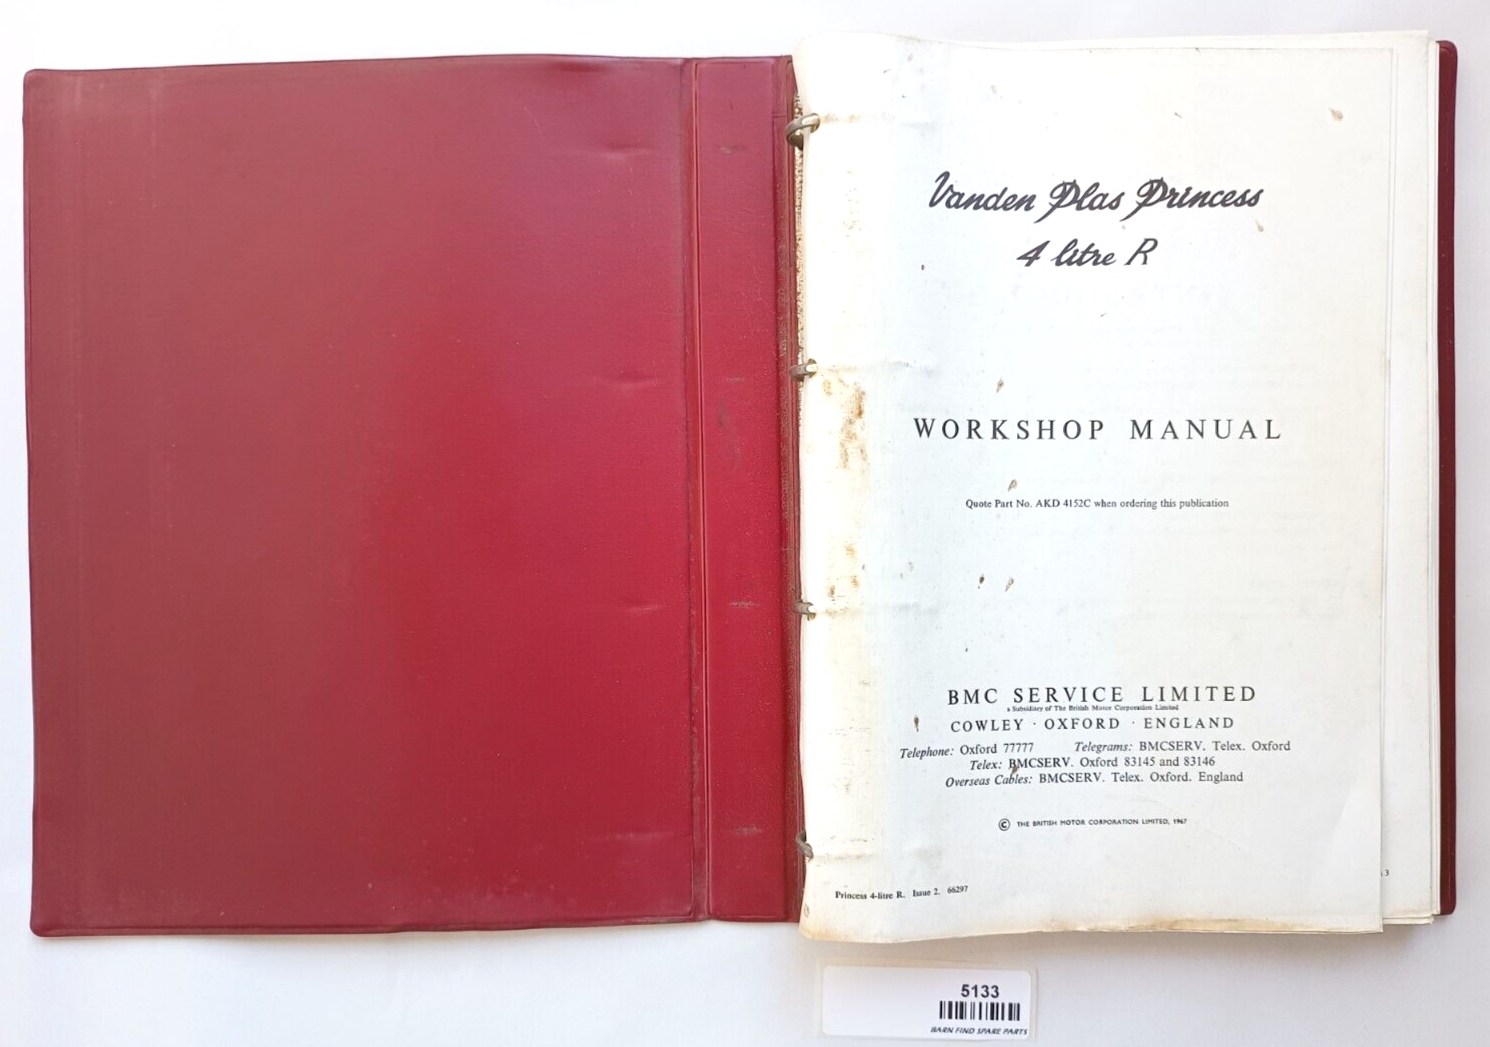 Vanden Plas Princess
4 litre R
WORKSHOP MANUAL
Quote Part No. AKD 4152C when ordering this publication
BMC SERVICE LIMITED
a Subsidiary of The British Motor Corporation Limited
COWLEY · OXFORD · ENGLAND
Telephone: Oxford 77777 Telegrams: BMCSERV. Telex. Oxford
Telex: BMCSERV. Oxford 83145 and 83146
Overseas Cables: BMCSERV. Telex. Oxford. England
© THE BRITISH MOTOR CORPORATION LIMITED, 1967
Princess 4-litre R. Issue 2. 66297
3
5133
BARN FIND SPARE PARTS